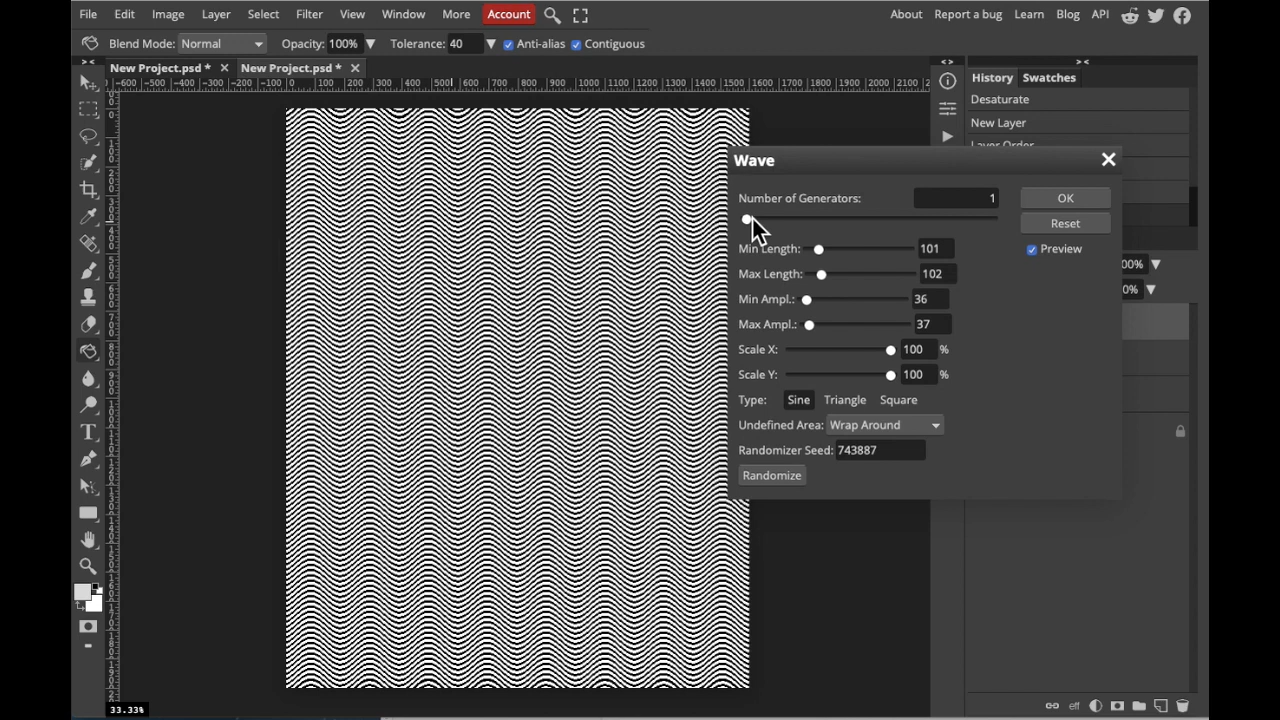 File Edit Image Layer Select Filter View Window More Account About Report a bug Learn Blog API
Blend Mode: Normal Opacity: 100% Tolerance: 40 Anti-alias Contiguous
New Project.psd * New Project.psd *
History Swatches
Desaturate
New Layer
Layer Order
Wave
Number of Generators: 1 OK
Reset
Min Length: 101 Preview
Max Length: 102
Min Ampl.: 36
Max Ampl.: 37
Scale X: 100 %
Scale Y: 100 %
Type: Sine Triangle Square
Undefined Area: Wrap Around
Randomizer Seed: 743887
Randomize
33.33%